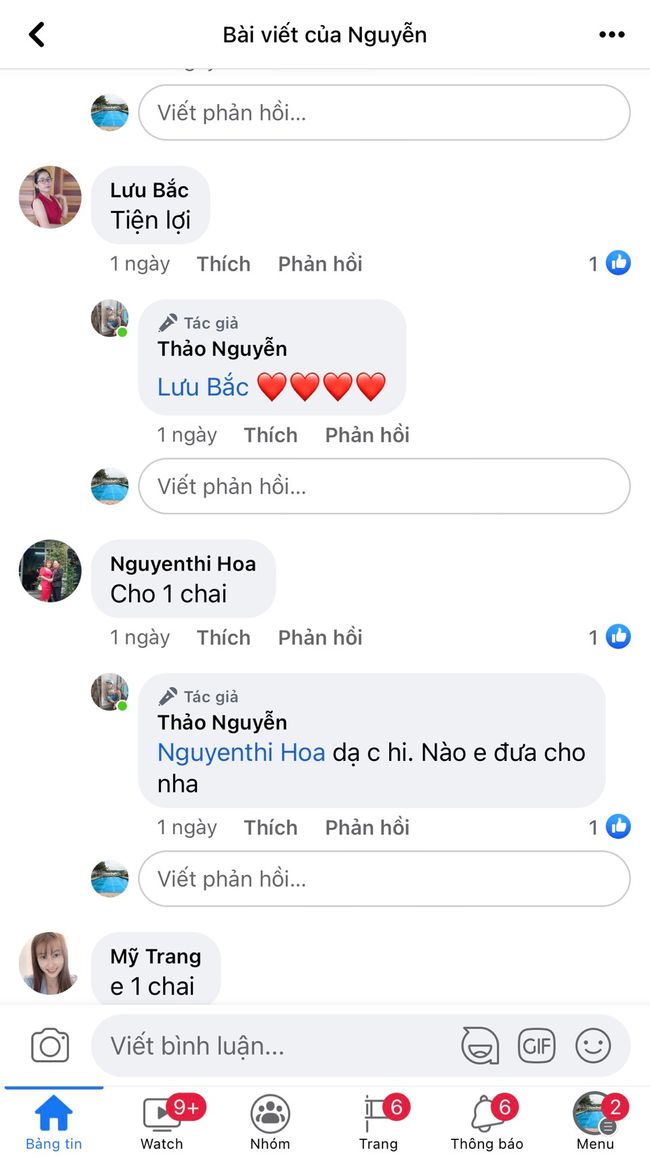 Bài viết của Nguyễn
Viết phản hồi...
Lưu Bắc
Tiện lợi
1 ngày Thích Phản hồi 1
Tác giả
Thảo Nguyễn
Lưu Bắc ❤️❤️❤️❤️
1 ngày Thích Phản hồi
Viết phản hồi...
Nguyenthi Hoa
Cho 1 chai
1 ngày Thích Phản hồi 1
Tác giả
Thảo Nguyễn
Nguyenthi Hoa dạ c hi. Nào e đưa cho
nha
1 ngày Thích Phản hồi 1
Viết phản hồi...
Mỹ Trang
e 1 chai
Viết bình luận... GIF
9+ 6 6 2
Bảng tin Watch Nhóm Trang Thông báo Menu